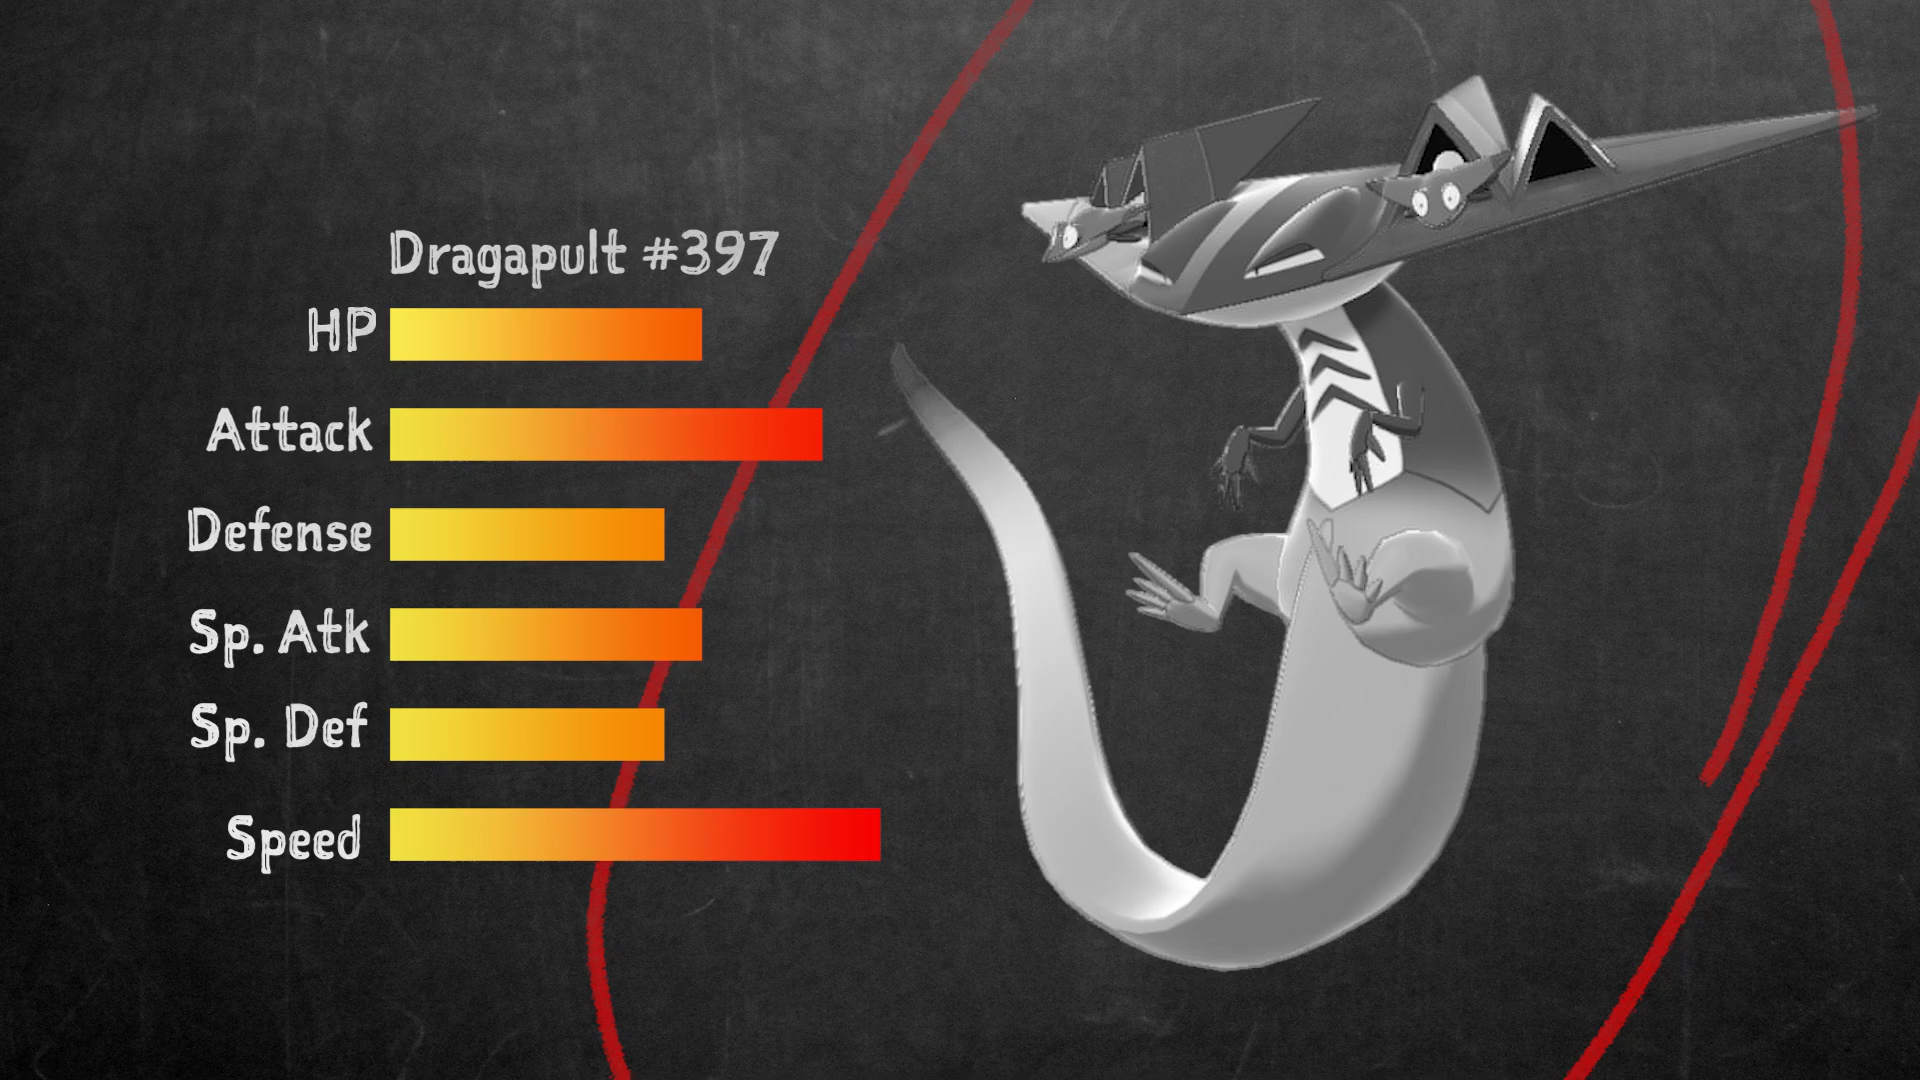 Dragapult #397
HP
Attack
Defense
Sp. Atk
Sp. Def
Speed